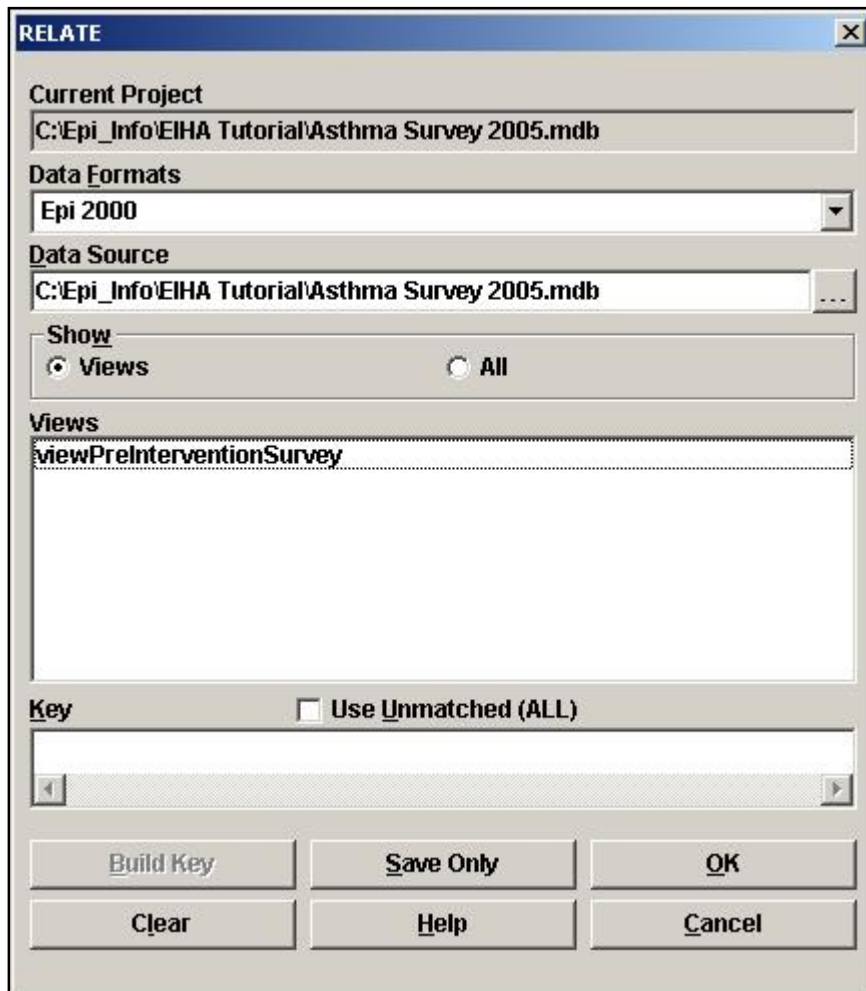 RELATE
Current Project
C:\Epi_Info\EIHA Tutorial\Asthma Survey 2005.mdb
Data Formats
Epi 2000
Data Source
C:\Epi_Info\EIHA Tutorial\Asthma Survey 2005.mdb
...
Show
Views
All
Views
viewPreInterventionSurvey
Key
Use Unmatched (ALL)
Build Key
Save Only
OK
Clear
Help
Cancel